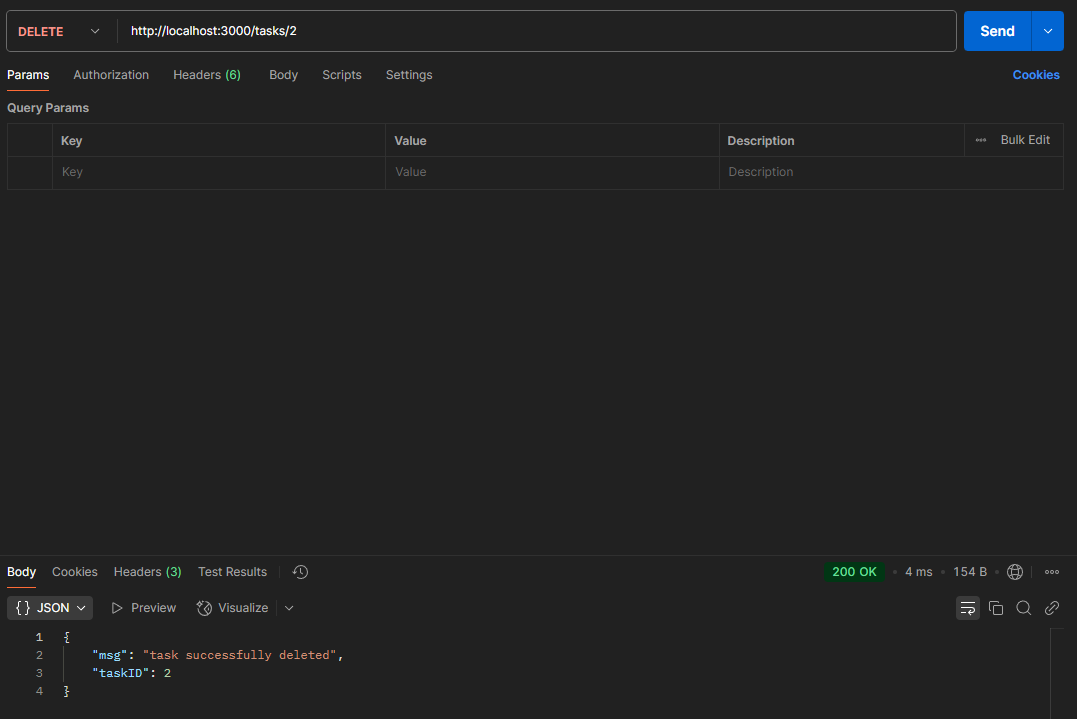 DELETE http://localhost:3000/tasks/2 Send
Params Authorization Headers (6) Body Scripts Settings Cookies
Query Params
Key Value Description Bulk Edit
Key Value Description
Body Cookies Headers (3) Test Results 200 OK 4 ms 154 B
{} JSON Preview Visualize
1 {
2 "msg": "task successfully deleted",
3 "taskID": 2
4 }